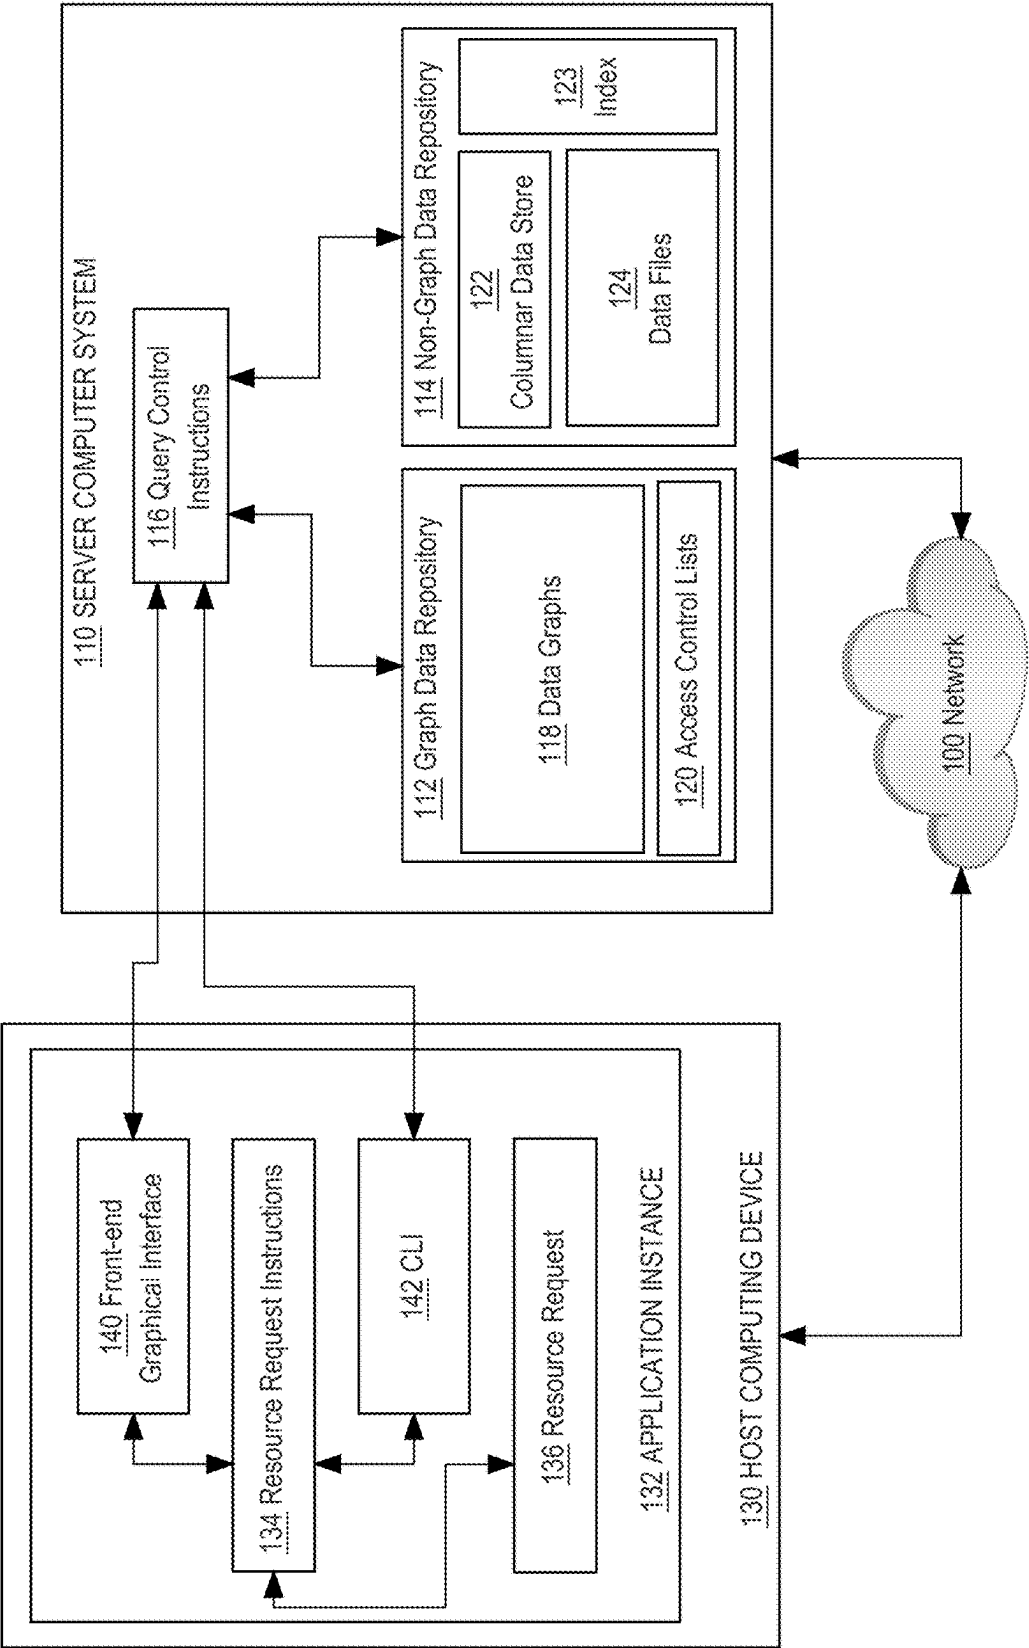 110 SERVER COMPUTER SYSTEM
116 Query Control
Instructions
112 Graph Data Repository
118 Data Graphs
120 Access Control Lists
114 Non-Graph Data Repository
122
Columnar Data Store
123
Index
124
Data Files
140 Front-end
Graphical Interface
134 Resource Request Instructions
142 CLI
136 Resource Request
132 APPLICATION INSTANCE
130 HOST COMPUTING DEVICE
100 Network